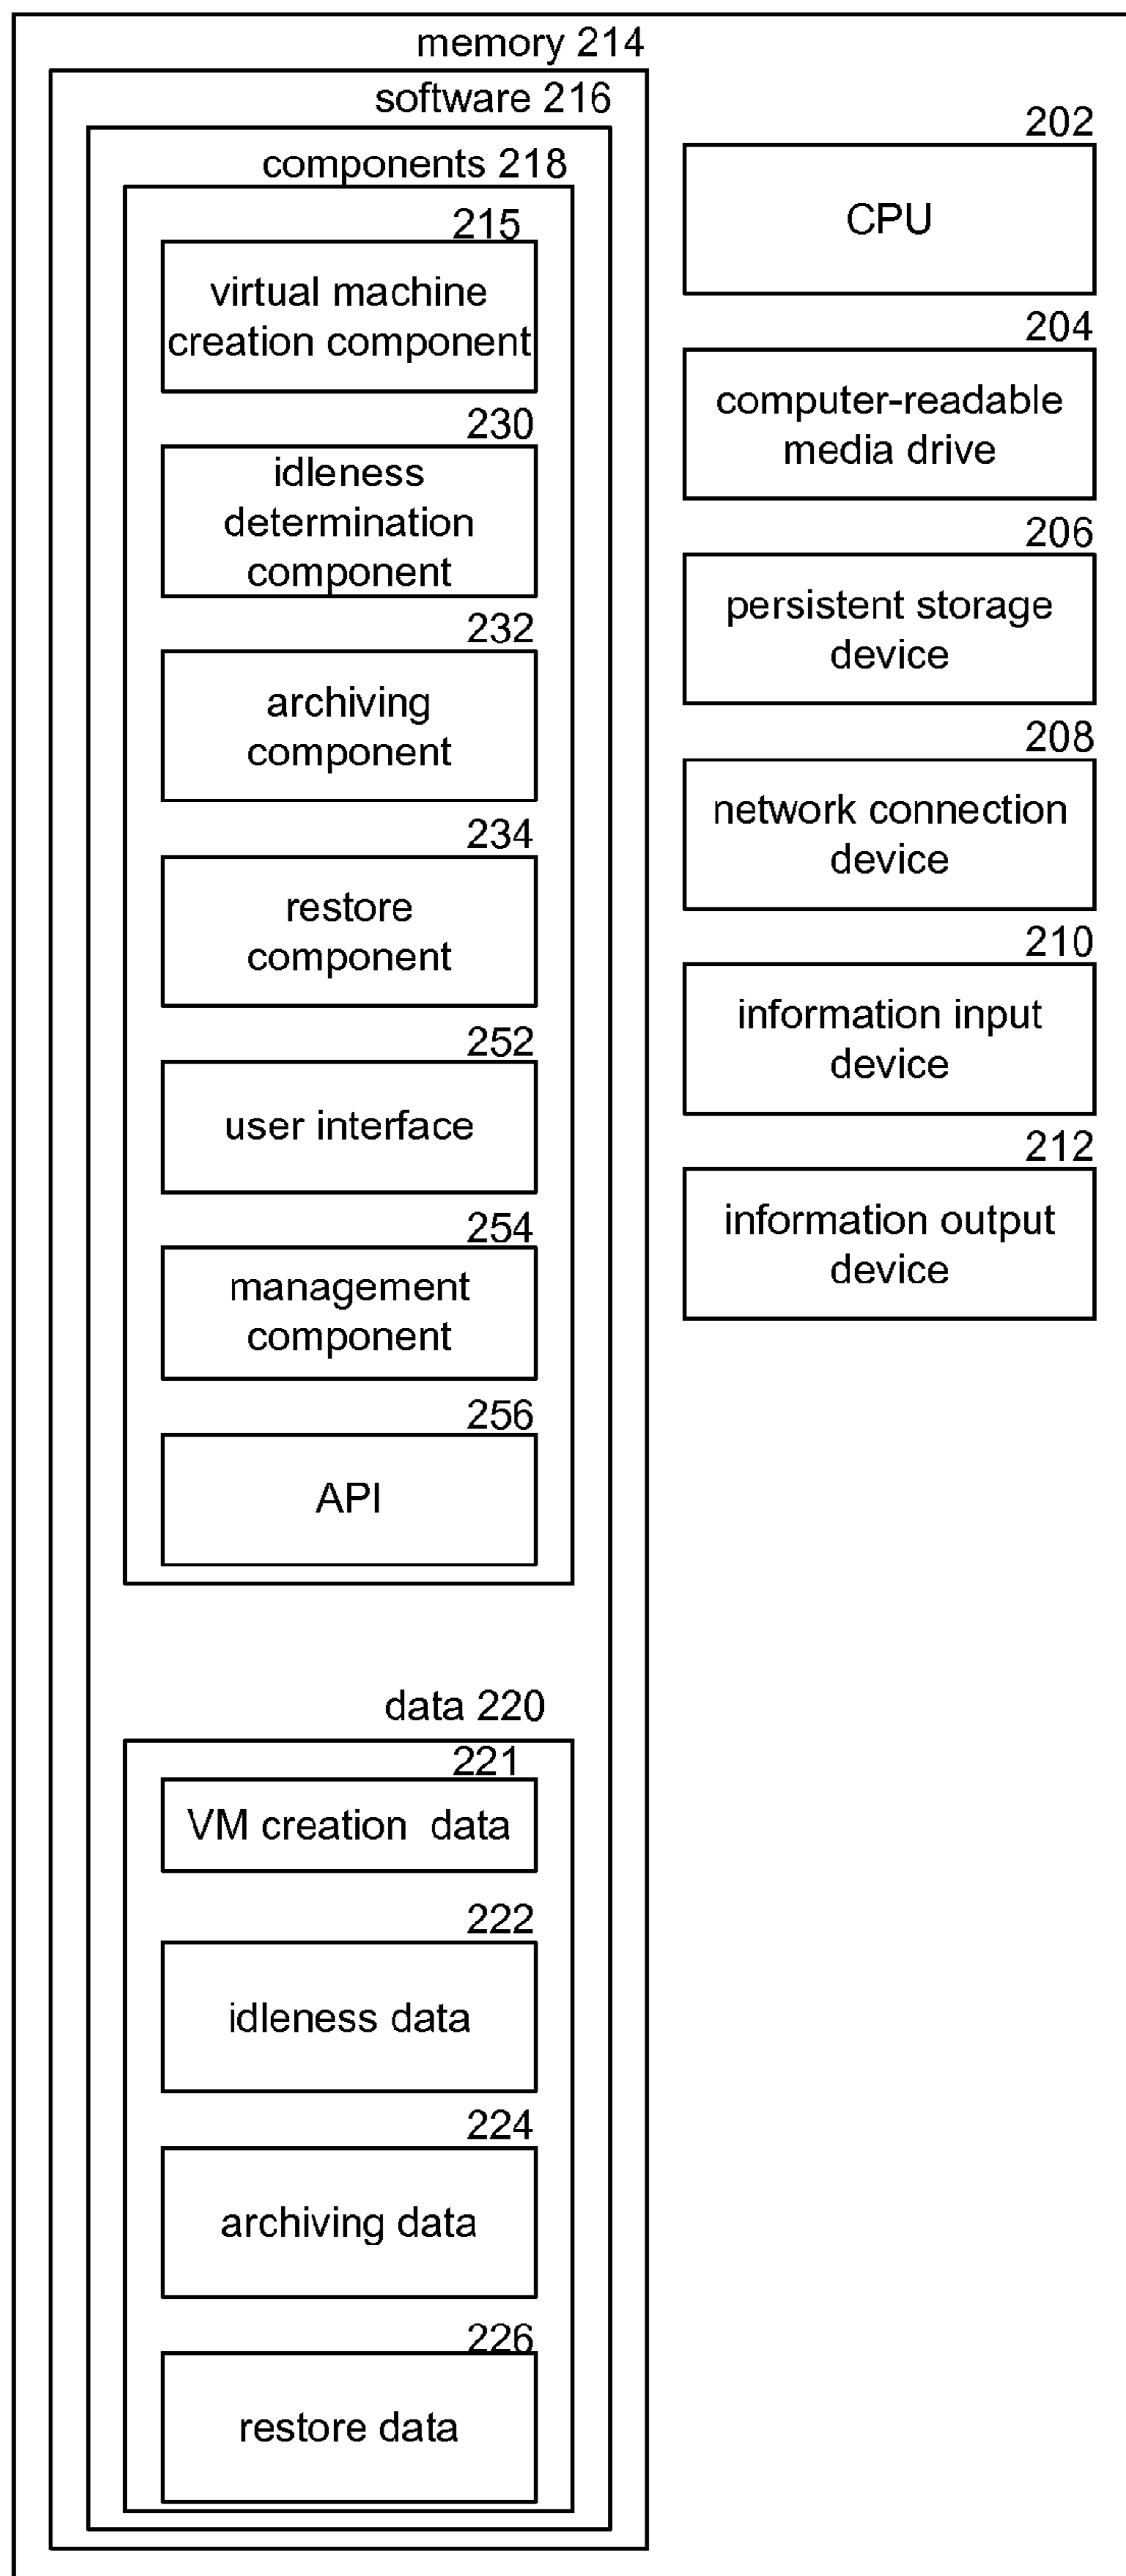 memory 214
software 216
components 218
215
virtual machine
creation component
230
idleness
determination
component
232
archiving
component
234
restore
component
252
user interface
254
management
component
256
API
data 220
221
VM creation data
222
idleness data
224
archiving data
226
restore data
202
CPU
204
computer-readable
media drive
206
persistent storage
device
208
network connection
device
210
information input
device
212
information output
device